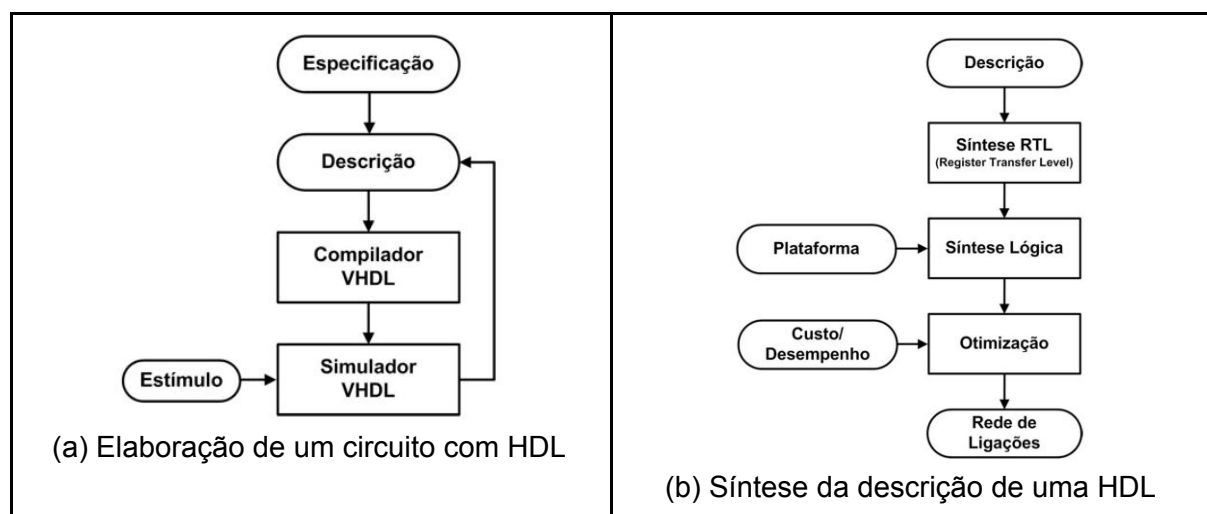 Especificação
Descrição
Compilador
VHDL
Estímulo
Simulador
VHDL
(a) Elaboração de um circuito com HDL
Descrição
Síntese RTL
(Register Transfer Level)
Plataforma
Síntese Lógica
Custo/
Desempenho
Otimização
Rede de
Ligações
(b) Síntese da descrição de uma HDL